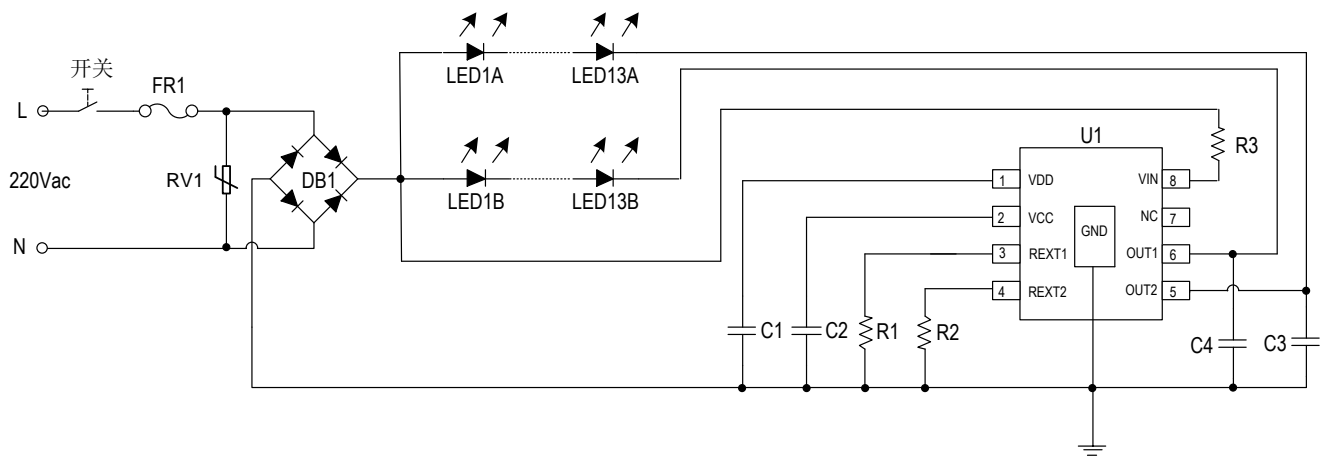 LED1A
LED13A
开关
FR1
L
220Vac
RV1
DB1
N
LED1B
LED13B
U1
R3
1
VDD
VIN
8
2
VCC
NC
7
GND
3
REXT1
OUT1
6
4
REXT2
OUT2
5
C1
C2
R1
R2
C4
C3